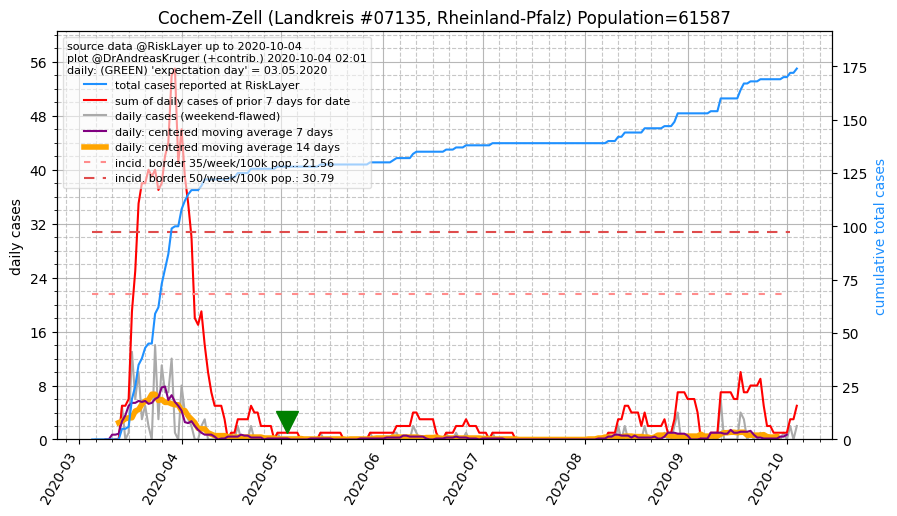 Cochem-Zell (Landkreis #07135, Rheinland-Pfalz) Population=61587
source data @RiskLayer up to 2020-10-04
plot @DrAndreasKruger (+contrib.) 2020-10-04 02:01
daily: (GREEN) 'expectation day' = 03.05.2020
total cases reported at RiskLayer
sum of daily cases of prior 7 days for date
daily cases (weekend-flawed)
daily: centered moving average 7 days
daily: centered moving average 14 days
incid. border 35/week/100k pop.: 21.56
incid. border 50/week/100k pop.: 30.79
daily cases
56
48
40
32
24
16
8
0
175
150
125
100
75
50
25
0
cumulative total cases
2020-03
2020-04
2020-05
2020-06
2020-07
2020-08
2020-09
2020-10